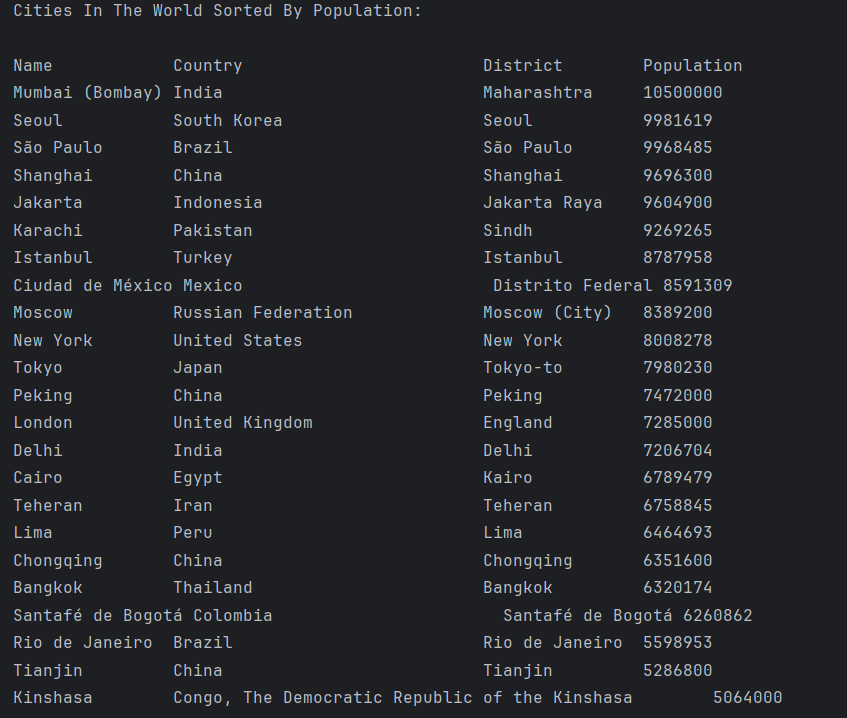 Cities In The World Sorted By Population:
Name            Country                        District        Population
Mumbai (Bombay) India                          Maharashtra     10500000
Seoul           South Korea                    Seoul           9981619
São Paulo       Brazil                         São Paulo       9968485
Shanghai        China                          Shanghai        9696300
Jakarta         Indonesia                      Jakarta Raya    9604900
Karachi         Pakistan                       Sindh           9269265
Istanbul        Turkey                         Istanbul        8787958
Ciudad de México Mexico                         Distrito Federal 8591309
Moscow          Russian Federation             Moscow (City)   8389200
New York        United States                  New York        8008278
Tokyo           Japan                          Tokyo-to        7980230
Peking          China                          Peking          7472000
London          United Kingdom                 England         7285000
Delhi           India                          Delhi           7206704
Cairo           Egypt                          Kairo           6789479
Teheran         Iran                           Teheran         6758845
Lima            Peru                           Lima            6464693
Chongqing       China                          Chongqing       6351600
Bangkok         Thailand                       Bangkok         6320174
Santafé de Bogotá Colombia                       Santafé de Bogotá 6260862
Rio de Janeiro  Brazil                         Rio de Janeiro  5598953
Tianjin         China                          Tianjin         5286800
Kinshasa        Congo, The Democratic Republic of the Kinshasa        5064000